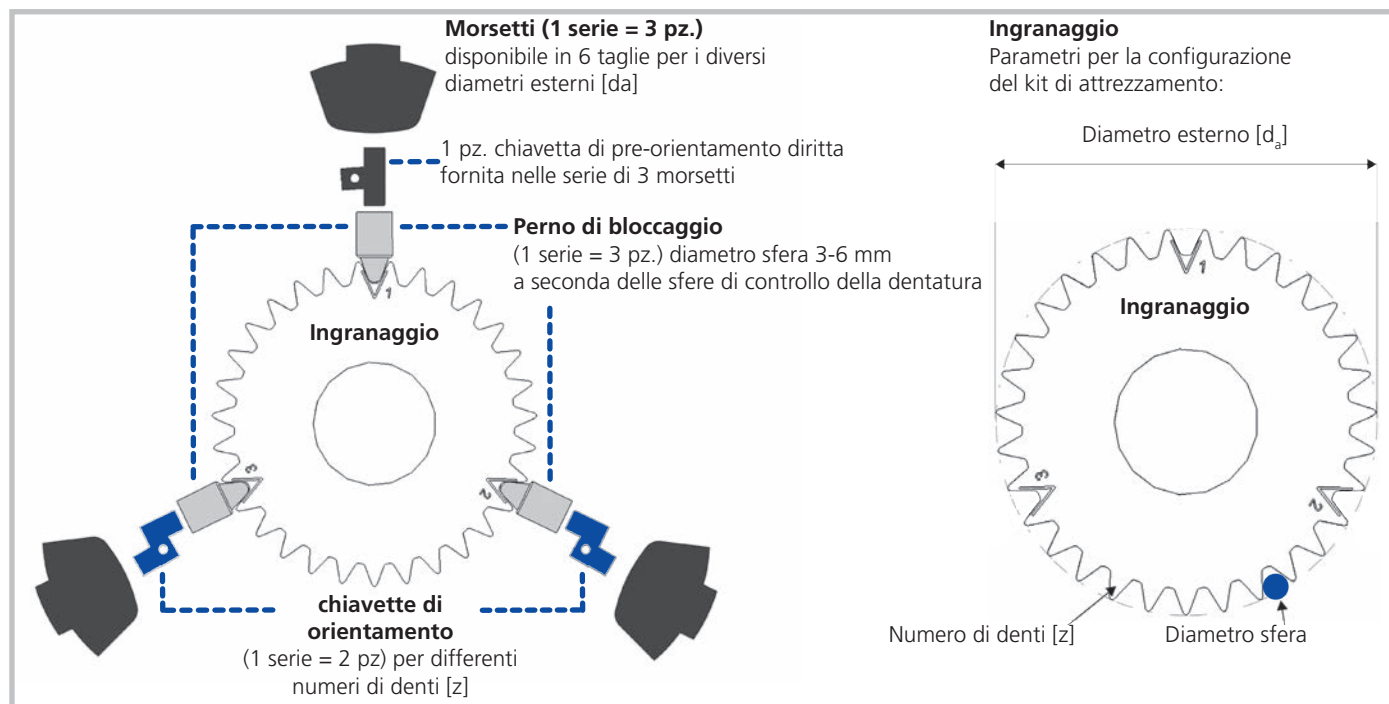 Morsetti (1 serie = 3 pz.)
disponibile in 6 taglie per i diversi
diametri esterni [da]
1 pz. chiavetta di pre-orientamento diritta
fornita nelle serie di 3 morsetti
Perno di bloccaggio
(1 serie = 3 pz.) diametro sfera 3-6 mm
a seconda delle sfere di controllo della dentatura
1
Ingranaggio
3
2
chiavette di
orientamento
(1 serie = 2 pz) per differenti
numeri di denti [z]
Ingranaggio
Parametri per la configurazione
del kit di attrezzamento:
Diametro esterno [da]
1
Ingranaggio
3
2
Numero di denti [z]
Diametro sfera